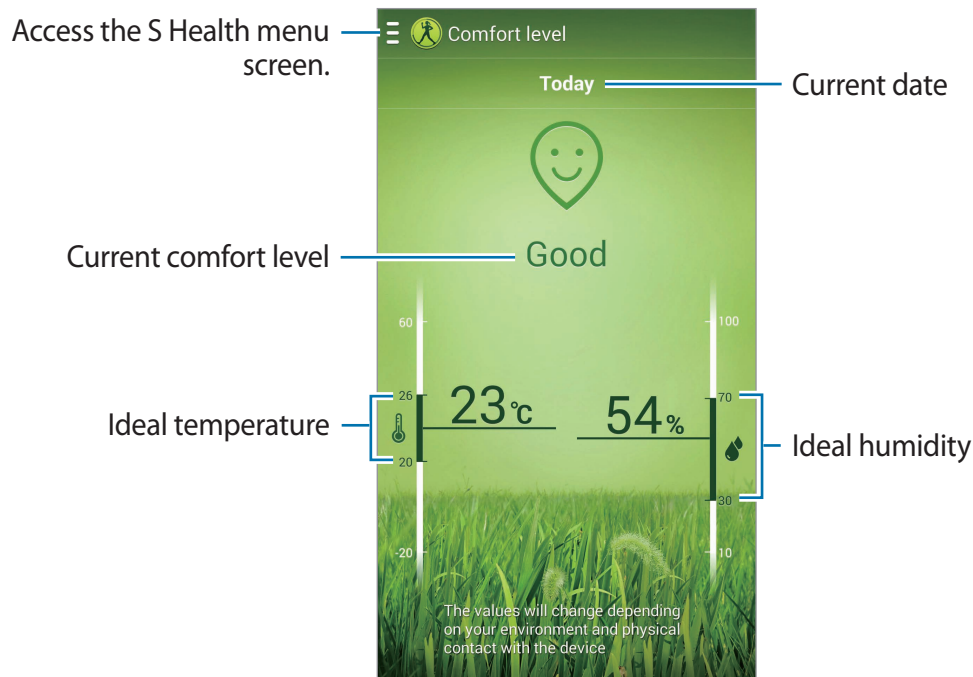 Access the S Health menu
screen.
Comfort level
Today
Current date
Current comfort level
Good
60
100
26
70
23°C
54%
Ideal temperature
Ideal humidity
20
30
-20
10
The values will change depending
on your environment and physical
contact with the device